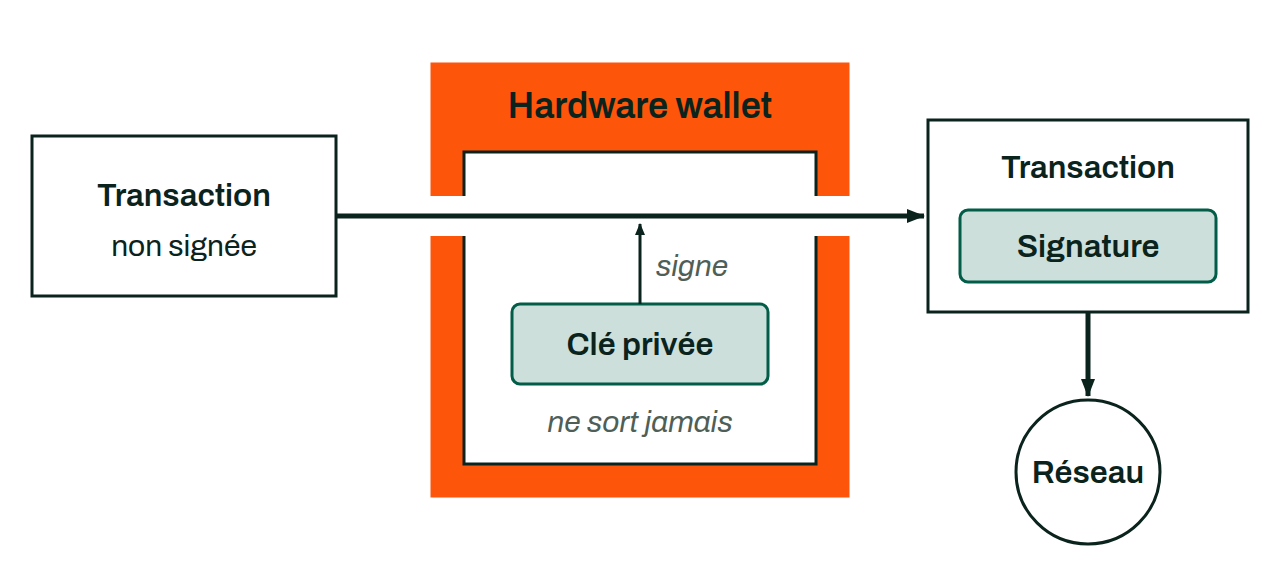 Hardware wallet
Transaction
non signée
signe
Clé privée
ne sort jamais
Transaction
Signature
Réseau